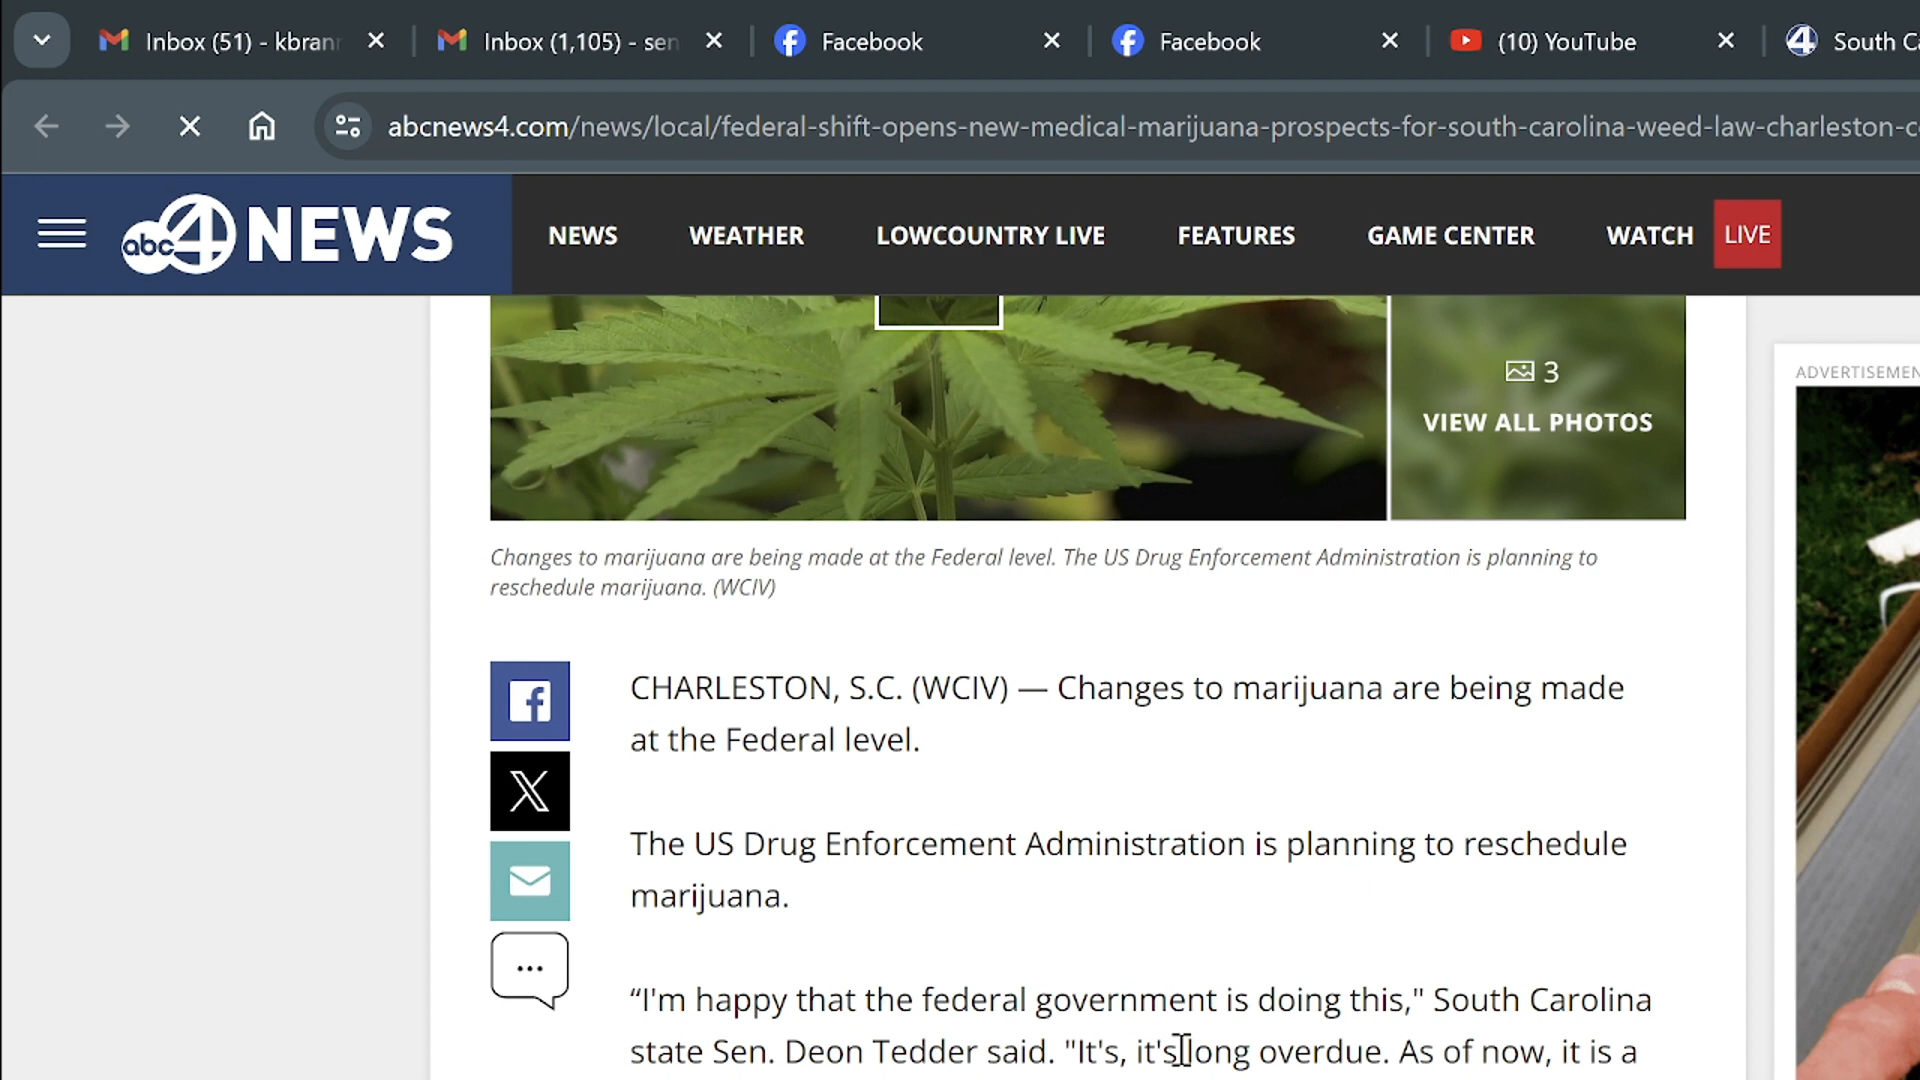 Inbox (51) - kbran
Inbox (1,105) - sen
Facebook
Facebook
(10) YouTube
South Ca
abcnews4.com/news/local/federal-shift-opens-new-medical-marijuana-prospects-for-south-carolina-weed-law-charleston-c
abc 4 NEWS
NEWS
WEATHER
LOWCOUNTRY LIVE
FEATURES
GAME CENTER
WATCH
LIVE
3
VIEW ALL PHOTOS
ADVERTISEMEN
Changes to marijuana are being made at the Federal level. The US Drug Enforcement Administration is planning to
reschedule marijuana. (WCIV)
CHARLESTON, S.C. (WCIV) — Changes to marijuana are being made
at the Federal level.
The US Drug Enforcement Administration is planning to reschedule
marijuana.
“I'm happy that the federal government is doing this," South Carolina
state Sen. Deon Tedder said. "It's, it's long overdue. As of now, it is a